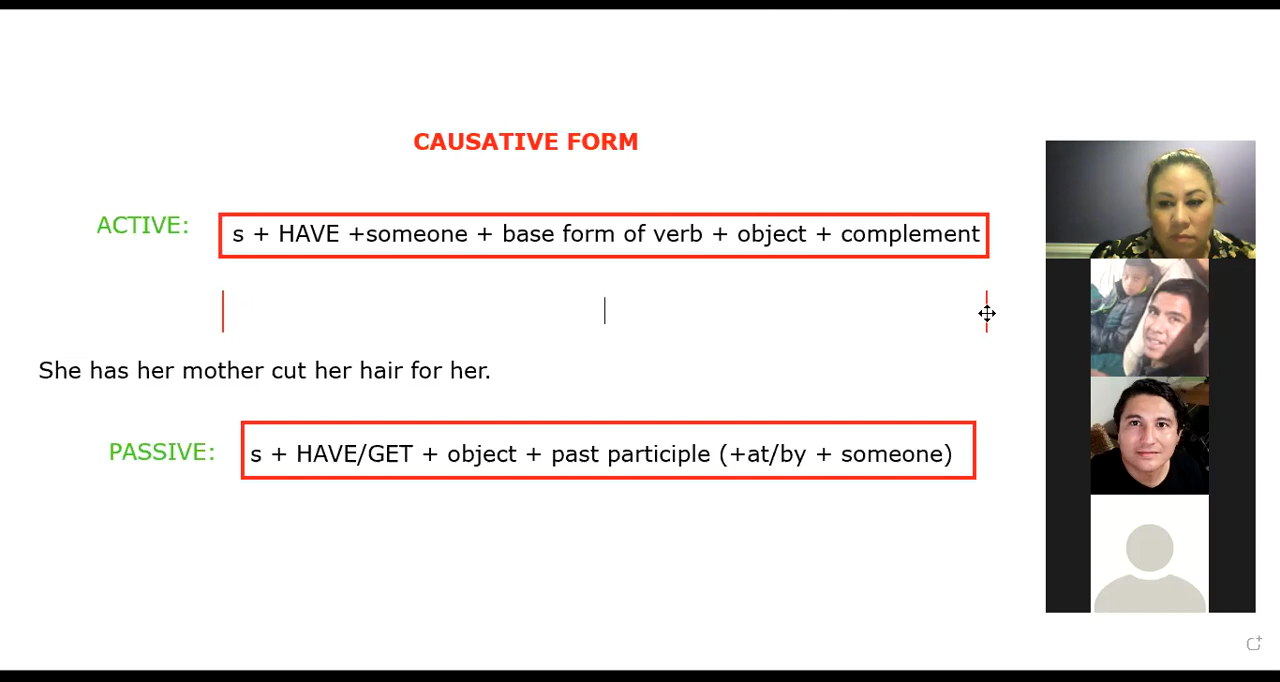 CAUSATIVE FORM
ACTIVE:
s + HAVE +someone + base form of verb + object + complement
She has her mother cut her hair for her.
PASSIVE:
s + HAVE/GET + object + past participle (+at/by + someone)